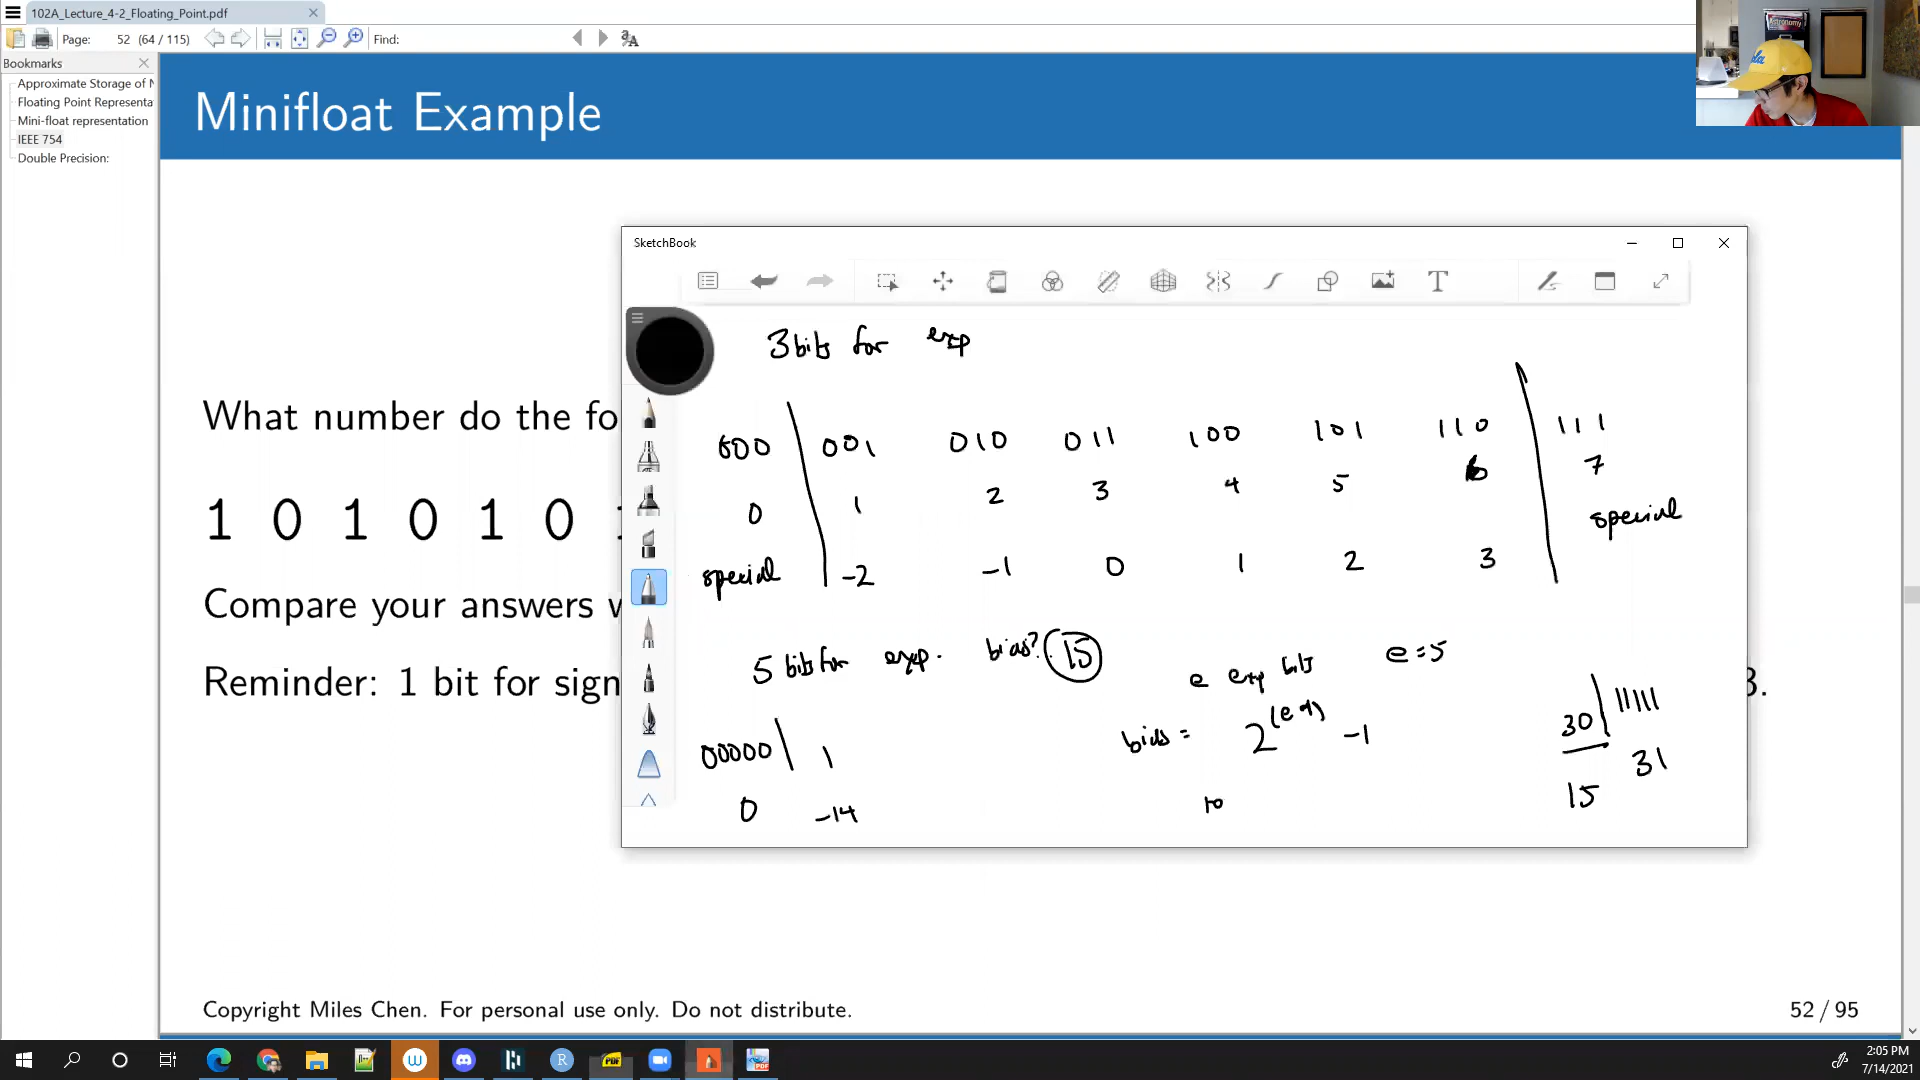 102A_Lecture_4-2_Floating_Point.pdf
Page: 52 (64 / 115) Find:
Bookmarks
Approximate Storage of N
Floating Point Representa
Mini-float representation
IEEE 754
Double Precision:
Minifloat Example
What number do the fo
1 0 1 0 1 0
Compare your answers
Reminder: 1 bit for sign
3.
SketchBook
3 bits for exp
000 001 010 011 100 101 110 111
0 1 2 3 4 5 6 7
special -2 -1 0 1 2 3 special
5 bits for exp. bias? 15
e exp bits e = 5
bias = 2 (e-1) -1
00000 1
0 -14
10
30 11111
31
15
Copyright Miles Chen. For personal use only. Do not distribute.
52 / 95
2:05 PM
7/14/2021